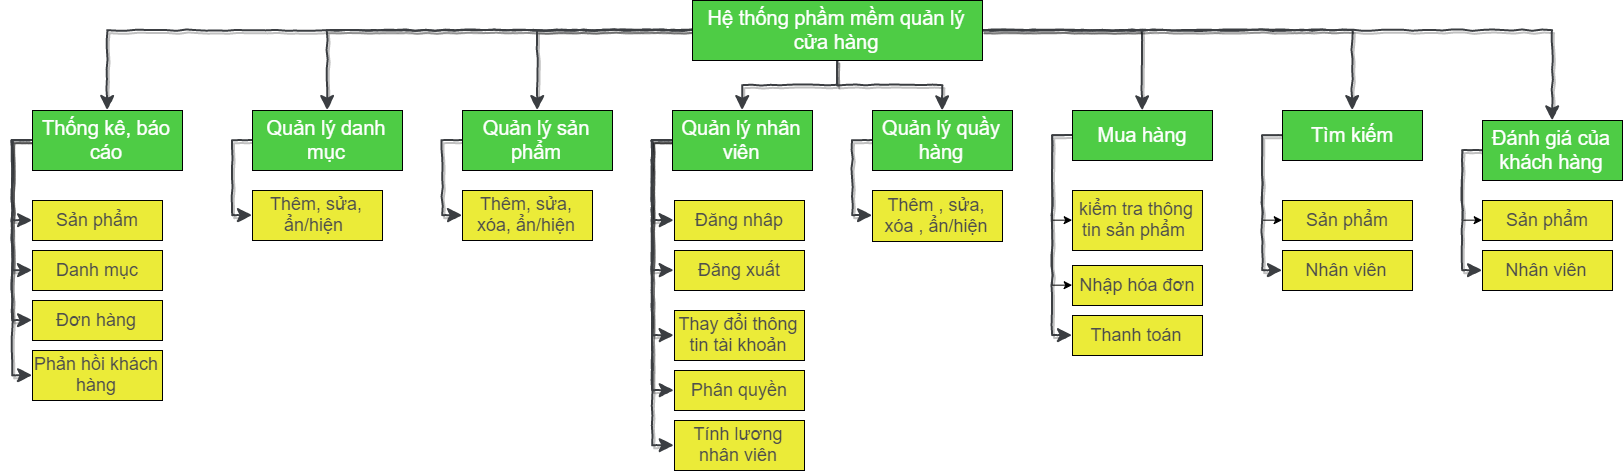 Hệ thống phầm mềm quản lý
cửa hàng
Thống kê, báo
cáo
Sản phẩm
Danh mục
Đơn hàng
Phản hồi khách
hàng
Quản lý danh
mục
Thêm, sửa,
ẩn/hiện
Quản lý sản
phẩm
Thêm, sửa,
xóa, ẩn/hiện
Quản lý nhân
viên
Đăng nhâp
Đăng xuất
Thay đổi thông
tin tài khoản
Phân quyền
Tính lương
nhân viên
Quản lý quầy
hàng
Thêm , sửa,
xóa , ẩn/hiện
Mua hàng
kiểm tra thông
tin sản phẩm
Nhập hóa đơn
Thanh toán
Tìm kiếm
Sản phẩm
Nhân viên
Đánh giá của
khách hàng
Sản phẩm
Nhân viên